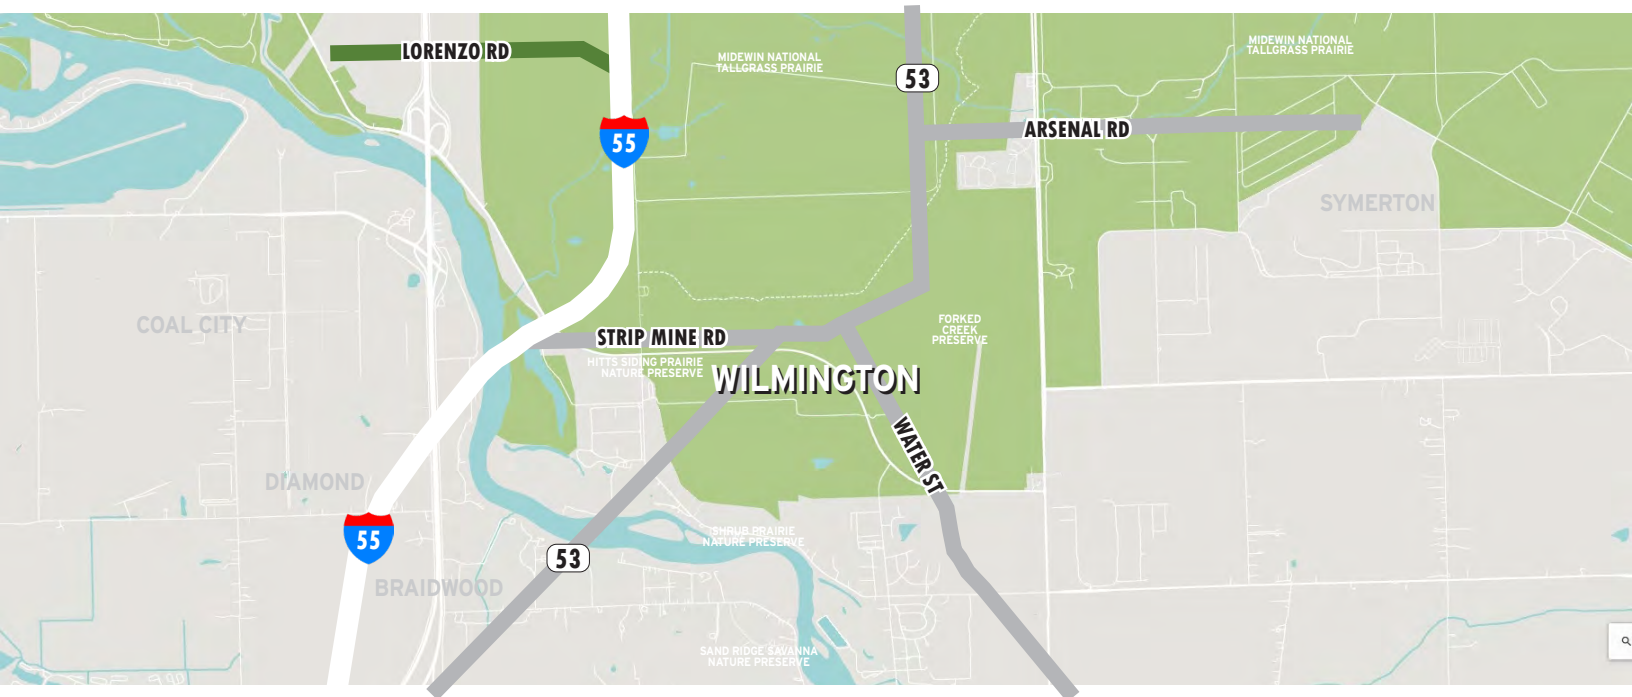 LORENZO RD
MIDEWIN NATIONAL
TALLGRASS PRAIRIE
53
MIDEWIN NATIONAL
TALLGRASS PRAIRIE
55
ARSENAL RD
SYMERTON
COAL CITY
STRIP MINE RD
FORKED
CREEK
PRESERVE
HITTS SIDING PRAIRIE
NATURE PRESERVE
WILMINGTON
WATER ST
DIAMOND
55
53
SHRUB PRAIRIE
NATURE PRESERVE
BRAIDWOOD
SAND RIDGE SAVANNA
NATURE PRESERVE